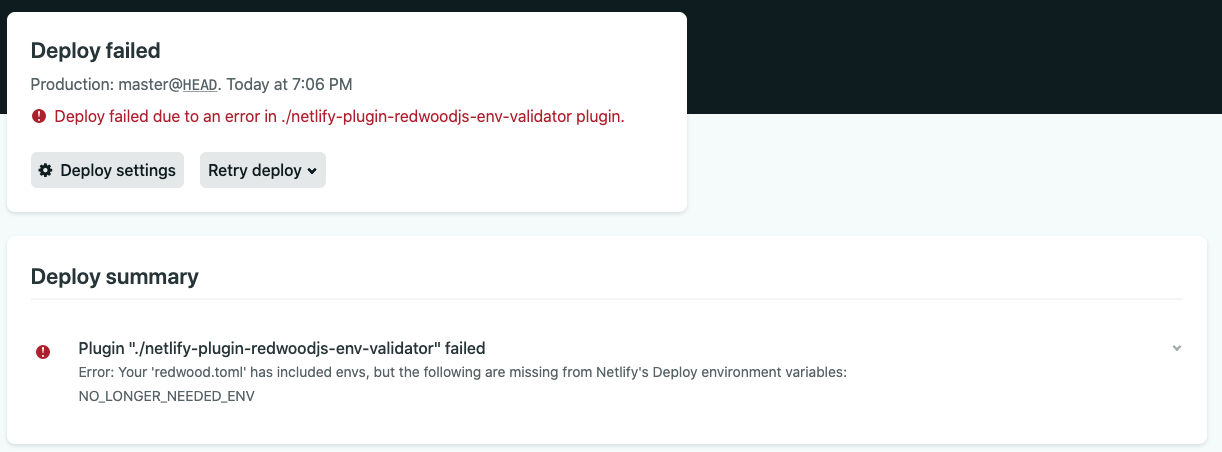 Deploy failed
Production: master@HEAD. Today at 7:06 PM
Deploy failed due to an error in ./netlify-plugin-redwoodjs-env-validator plugin.
Deploy settings
Retry deploy
Deploy summary
Plugin "./netlify-plugin-redwoodjs-env-validator" failed
Error: Your 'redwood.toml' has included envs, but the following are missing from Netlify's Deploy environment variables:
NO_LONGER_NEEDED_ENV